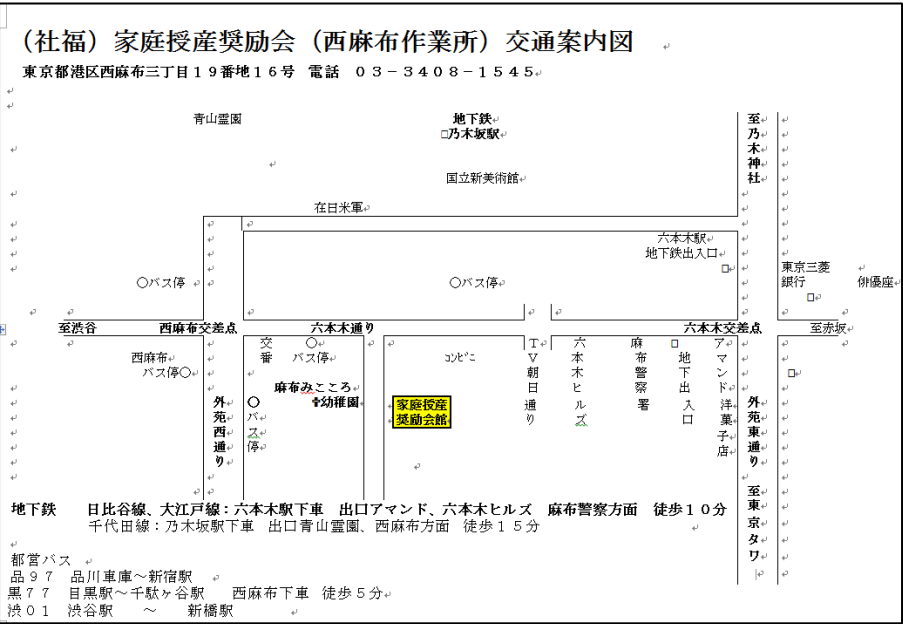 （社福）家庭授産奨励会（西麻布作業所）交通案内図
東京都港区西麻布三丁目１９番地１６号　電話　０３－３４０８－１５４５
青山霊園
地下鉄
乃木坂駅
至乃木神社
国立新美術館
在日米軍
六本木駅
地下鉄出入口
〇バス停
〇バス停
東京三菱
銀行
俳優座
至渋谷
西麻布交差点
六本木通り
六本木交差点
至赤坂
西麻布
バス停〇
交番
〇
バス停
コンビニ
ＴＶ朝日通り
六本木ヒルズ
麻布警察署
地下出入口
アマンド洋菓子店
麻布みこころ
幼稚園
外苑西通り
〇バス停
家庭授産
奨励会館
外苑東通り
至東京タワ
地下鉄　日比谷線、大江戸線：六本木駅下車　出口アマンド、六本木ヒルズ　麻布警察方面　徒歩１０分
千代田線：乃木坂駅下車　出口青山霊園、西麻布方面　徒歩１５分
都営バス
品９７　品川車庫～新宿駅
黒７７　目黒駅～千駄ヶ谷駅　西麻布下車　徒歩５分
渋０１　渋谷駅　～　新橋駅